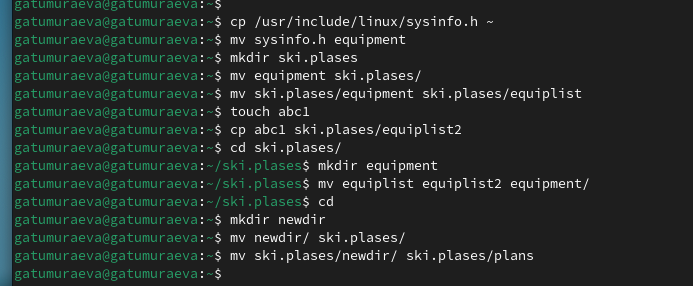 gatumuraeva@gatumuraeva:~$
gatumuraeva@gatumuraeva:~$ cp /usr/include/linux/sysinfo.h ~
gatumuraeva@gatumuraeva:~$ mv sysinfo.h equipment
gatumuraeva@gatumuraeva:~$ mkdir ski.plases
gatumuraeva@gatumuraeva:~$ mv equipment ski.plases/
gatumuraeva@gatumuraeva:~$ mv ski.plases/equipment ski.plases/equiplist
gatumuraeva@gatumuraeva:~$ touch abc1
gatumuraeva@gatumuraeva:~$ cp abc1 ski.plases/equiplist2
gatumuraeva@gatumuraeva:~$ cd ski.plases/
gatumuraeva@gatumuraeva:~/ski.plases$ mkdir equipment
gatumuraeva@gatumuraeva:~/ski.plases$ mv equiplist equiplist2 equipment/
gatumuraeva@gatumuraeva:~/ski.plases$ cd
gatumuraeva@gatumuraeva:~$ mkdir newdir
gatumuraeva@gatumuraeva:~$ mv newdir/ ski.plases/
gatumuraeva@gatumuraeva:~$ mv ski.plases/newdir/ ski.plases/plans
gatumuraeva@gatumuraeva:~$